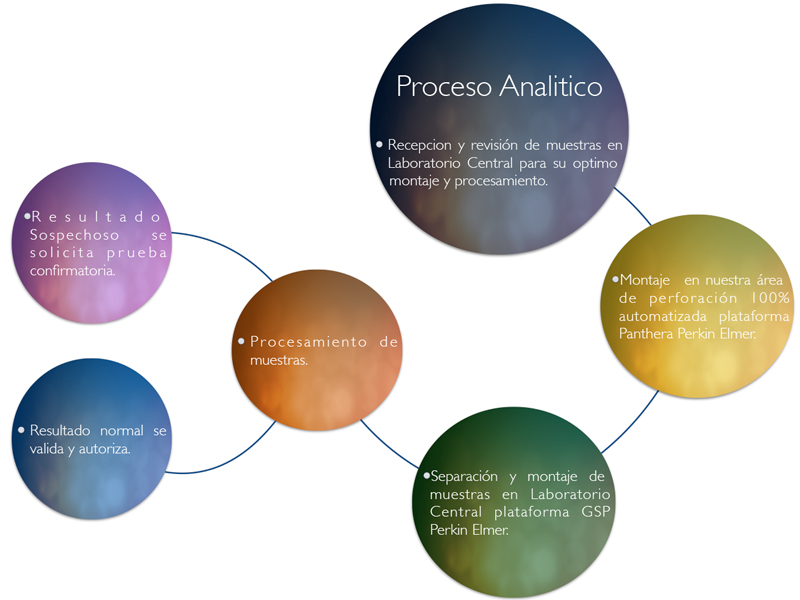 Proceso Analitico
• Recepcion y revisión de muestras en
Laboratorio Central para su optimo
montaje y procesamiento.
•Montaje en nuestra área
de perforación 100%
automatizada plataforma
Panthera Perkin Elmer.
•Separación y montaje de
muestras en Laboratorio
Central plataforma GSP
Perkin Elmer.
• Procesamiento de
muestras.
•Resultado
Sospechoso se
solicita prueba
confirmatoria.
• Resultado normal se
valida y autoriza.